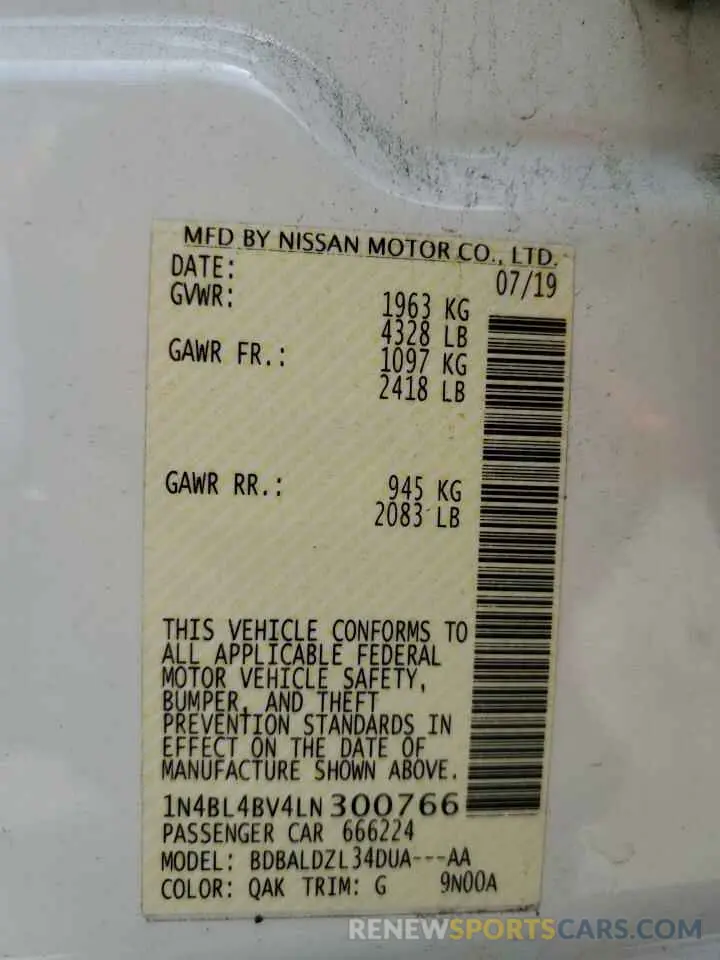 MFD BY NISSAN MOTOR CO., LTD.
DATE: 07/19
GVWR: 1963 KG
4328 LB
GAWR FR.: 1097 KG
2418 LB
GAWR RR.: 945 KG
2083 LB
THIS VEHICLE CONFORMS TO
ALL APPLICABLE FEDERAL
MOTOR VEHICLE SAFETY,
BUMPER, AND THEFT
PREVENTION STANDARDS IN
EFFECT ON THE DATE OF
MANUFACTURE SHOWN ABOVE.
1N4BL4BV4LN300766
PASSENGER CAR 666224
MODEL: BDBALDZL34DUA---AA
COLOR: QAK TRIM: G 9N00A
RENEWSPORTSCARS.COM